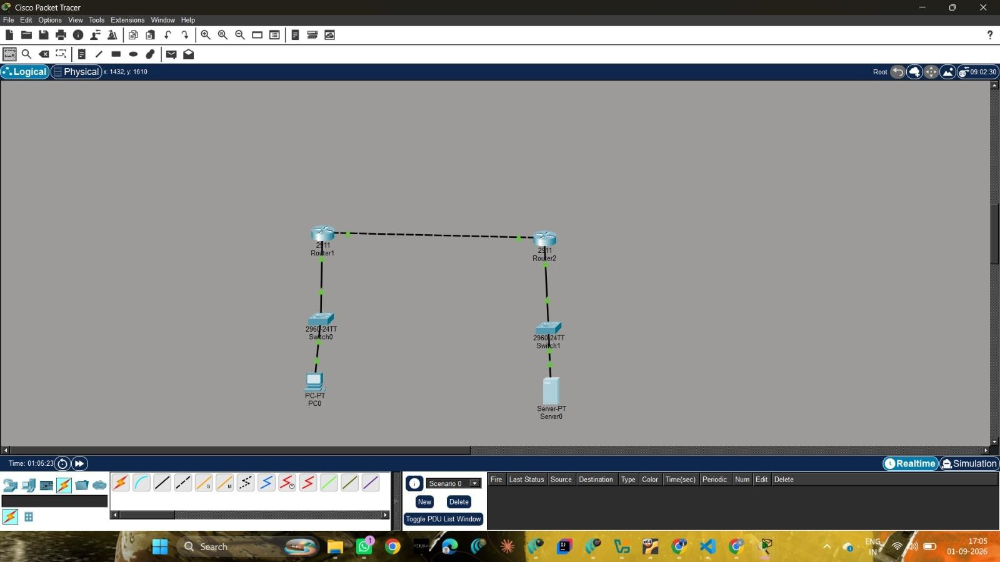 Cisco Packet Tracer
File Edit Options View Tools Extensions Window Help
?
Logical Physical x: 1432, y: 1610 Root 09:02:30
2911
Router1
2911
Router2
2960-24TT
Switch0
2960-24TT
Switch1
PC-PT
PC0
Server-PT
Server0
Time: 01:05:23 Realtime Simulation
S M
Scenario 0
New Delete
Toggle PDU List Window
Fire Last Status Source Destination Type Color Time(sec) Periodic Num Edit Delete
Search
1
ENG
IN
17:05
01-09-2026